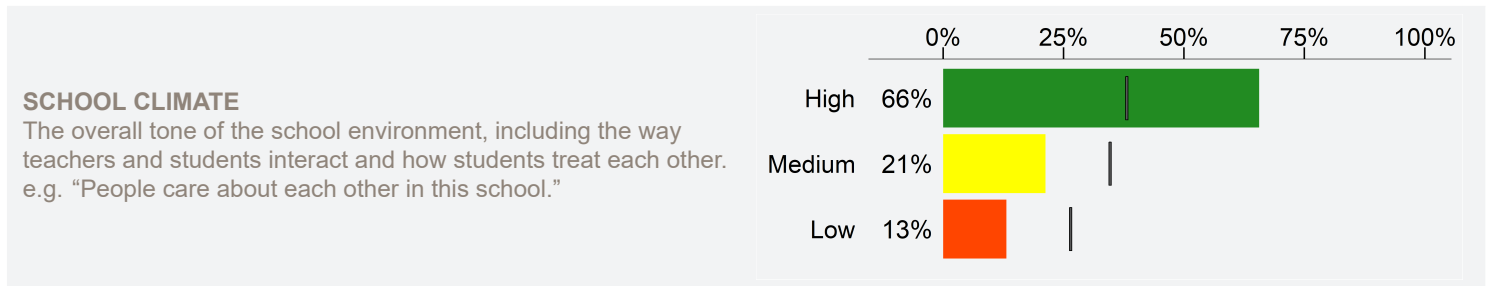 SCHOOL CLIMATE
The overall tone of the school environment, including the way
teachers and students interact and how students treat each other.
e.g. “People care about each other in this school.”
0% 25% 50% 75% 100%
High 66%
Medium 21%
Low 13%